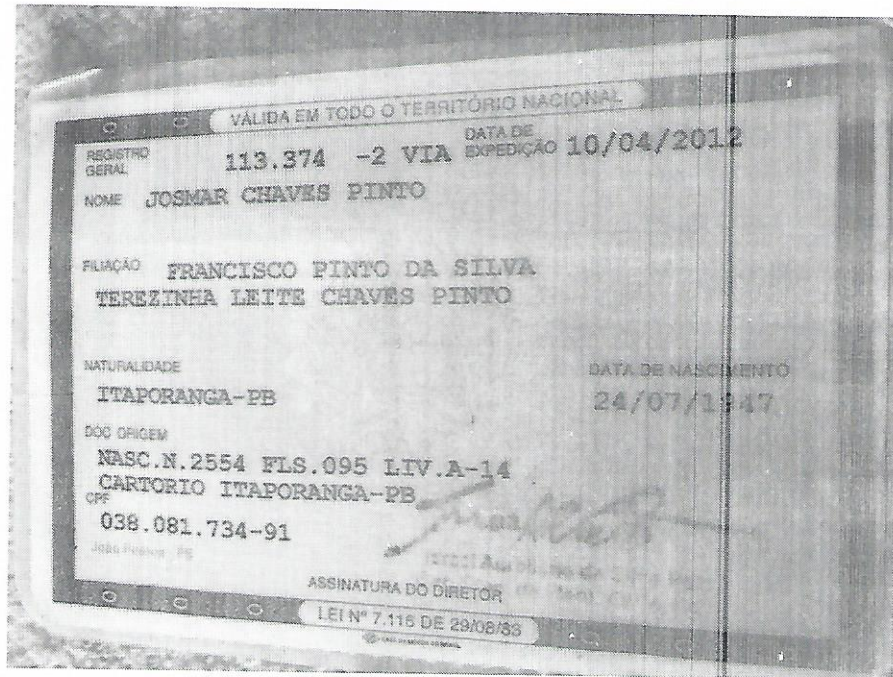 VÁLIDA EM TODO O TERRITÓRIO NACIONAL
REGISTRO GERAL 113.374 -2 VIA DATA DE EXPEDIÇÃO 10/04/2012
NOME JOSMAR CHAVES PINTO
FILIAÇÃO FRANCISCO PINTO DA SILVA
TEREZINHA LEITE CHAVES PINTO
NATURALIDADE DATA DE NASCIMENTO
ITAPORANGA-PB 24/07/1947
DOC ORIGEM
NASC.N.2554 FLS.095 LIV.A-14
CARTORIO ITAPORANGA-PB
CPF
038.081.734-91
João Pessoa - PB
ASSINATURA DO DIRETOR
LEI Nº 7.116 DE 29/08/83